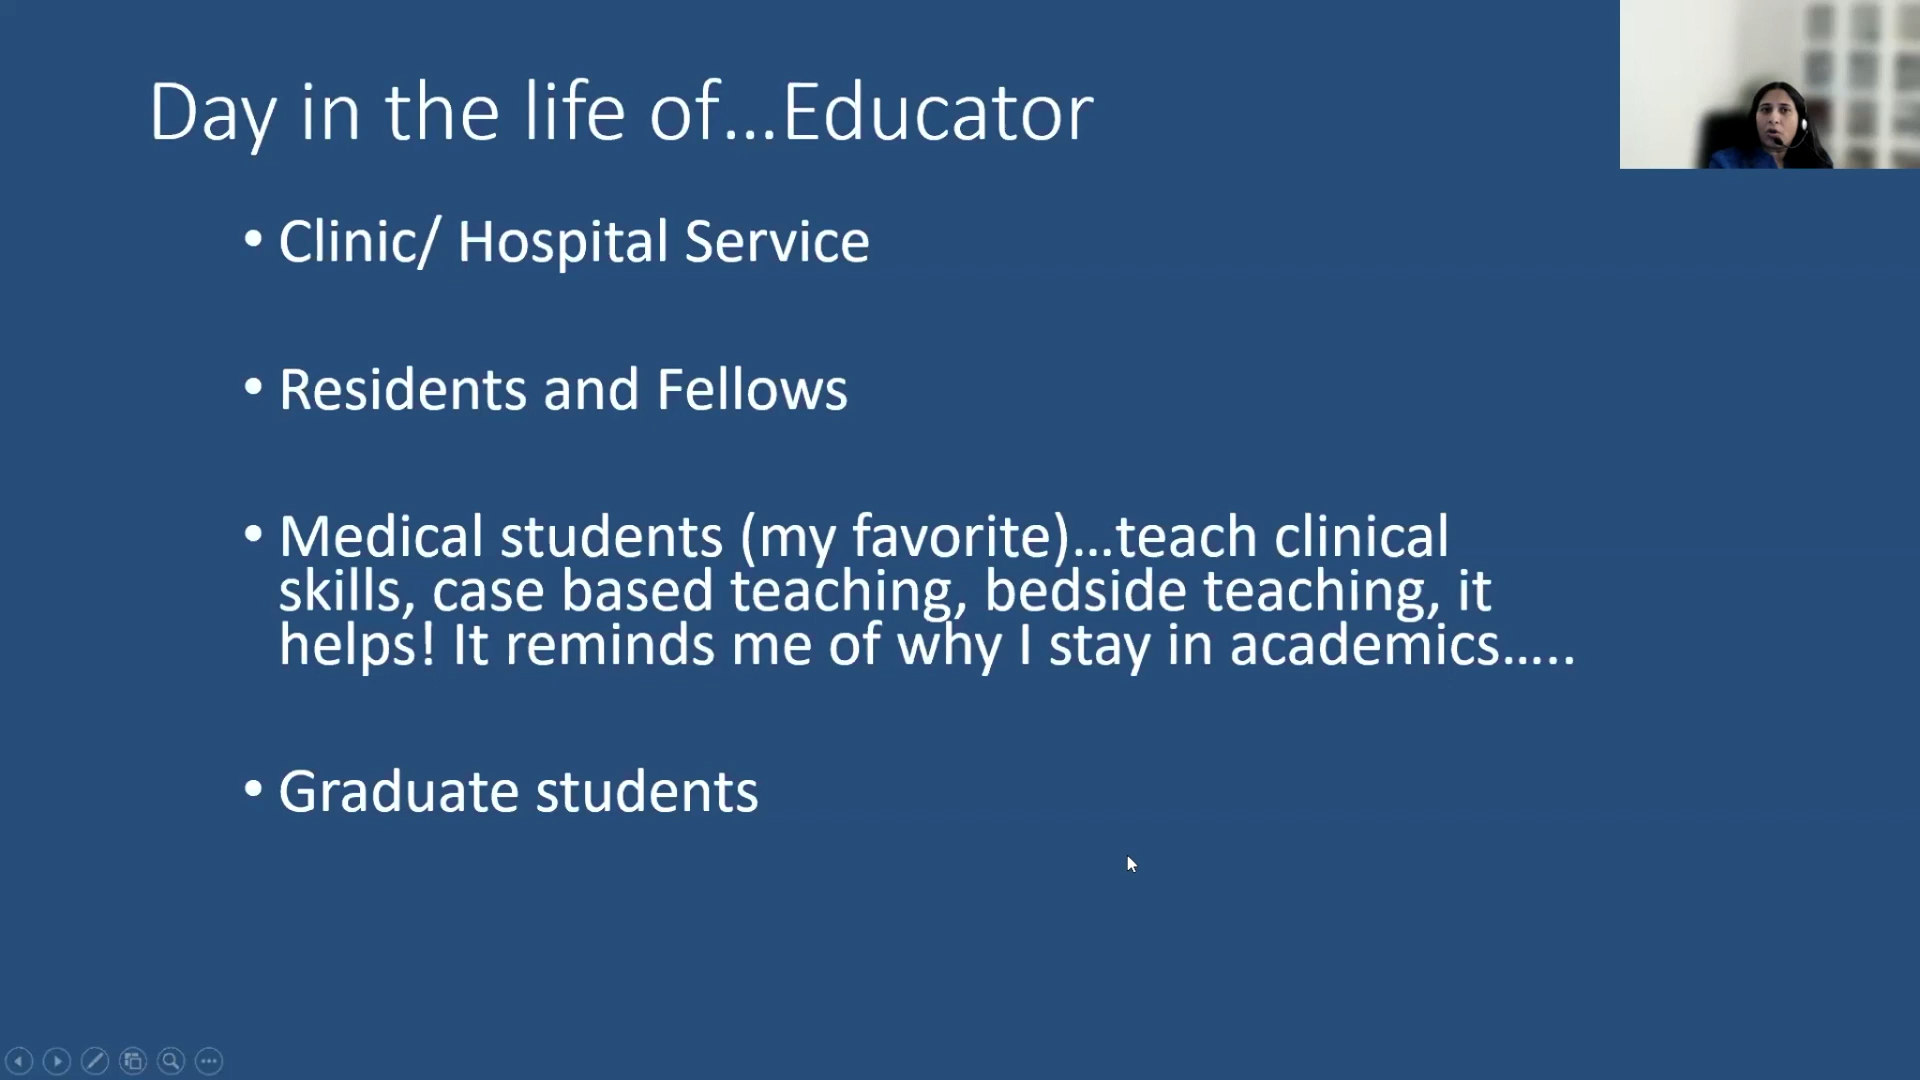 Day in the life of...Educator
• Clinic/ Hospital Service
• Residents and Fellows
• Medical students (my favorite)...teach clinical
skills, case based teaching, bedside teaching, it
helps! It reminds me of why I stay in academics.....
• Graduate students